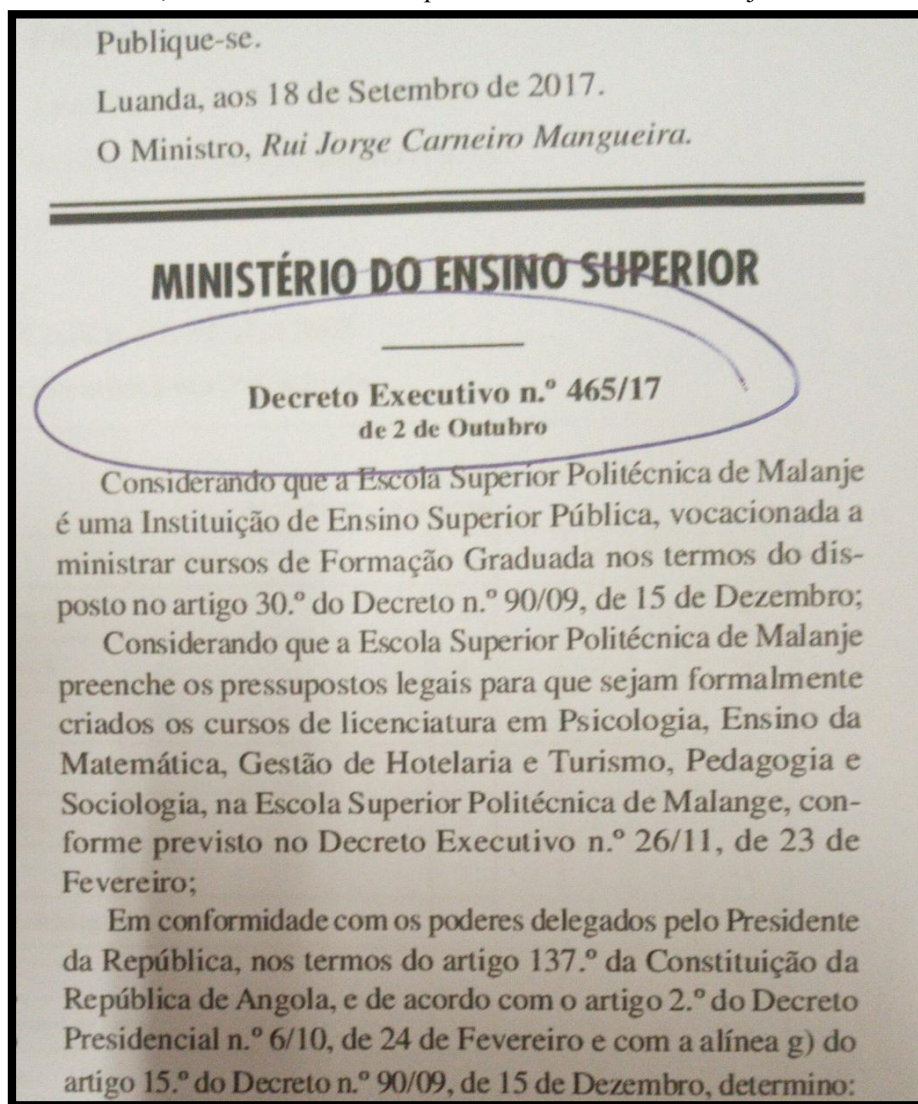 Publique-se.
Luanda, aos 18 de Setembro de 2017.
O Ministro, Rui Jorge Carneiro Mangueira.
MINISTÉRIO DO ENSINO SUPERIOR
Decreto Executivo n.º 465/17
de 2 de Outubro
Considerando que a Escola Superior Politécnica de Malanje
é uma Instituição de Ensino Superior Pública, vocacionada a
ministrar cursos de Formação Graduada nos termos do dis-
posto no artigo 30.º do Decreto n.º 90/09, de 15 de Dezembro;
Considerando que a Escola Superior Politécnica de Malanje
preenche os pressupostos legais para que sejam formalmente
criados os cursos de licenciatura em Psicologia, Ensino da
Matemática, Gestão de Hotelaria e Turismo, Pedagogia e
Sociologia, na Escola Superior Politécnica de Malange, con-
forme previsto no Decreto Executivo n.º 26/11, de 23 de
Fevereiro;
Em conformidade com os poderes delegados pelo Presidente
da República, nos termos do artigo 137.º da Constituição da
República de Angola, e de acordo com o artigo 2.º do Decreto
Presidencial n.º 6/10, de 24 de Fevereiro e com a alínea g) do
artigo 15.º do Decreto n.º 90/09, de 15 de Dezembro, determino: